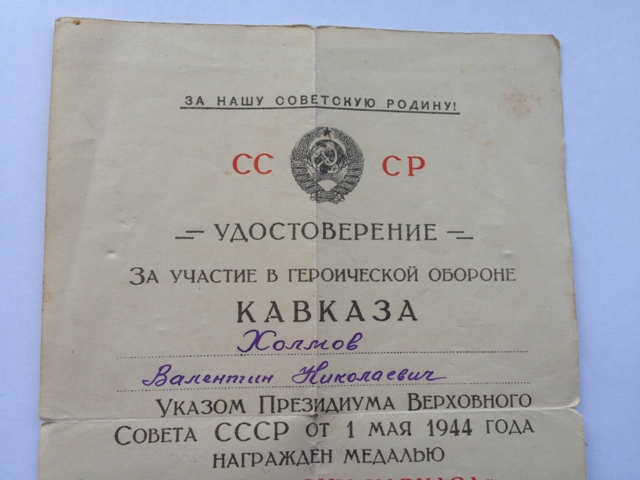 ЗА НАШУ СОВЕТСКУЮ РОДИНУ!
СС СР
— УДОСТОВЕРЕНИЕ —
ЗА УЧАСТИЕ В ГЕРОИЧЕСКОЙ ОБОРОНЕ
КАВКАЗА
Холмов
Валентин Николаевич
УКАЗОМ ПРЕЗИДИУМА ВЕРХОВНОГО
СОВЕТА СССР ОТ 1 МАЯ 1944 ГОДА
НАГРАЖДЕН МЕДАЛЬЮ
КАВКАЗА»